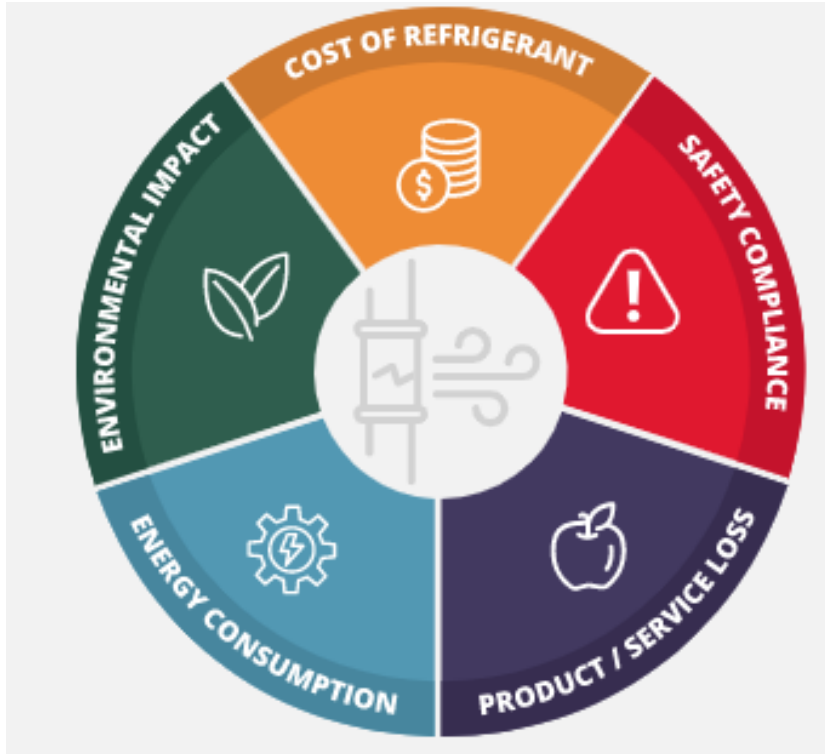 COST OF REFRIGERANT
SAFETY COMPLIANCE
PRODUCT / SERVICE LOSS
ENERGY CONSUMPTION
ENVIRONMENTAL IMPACT
$